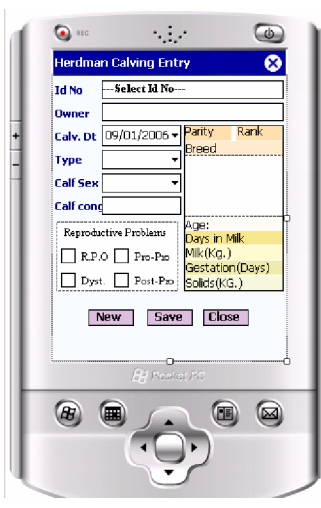 REC
Herdman Calving Entry
Id No ---Select Id No---
Owner
Calv. Dt 09/01/2006
Parity Rank
Breed
Type
Calf Sex
Calf cong
Reproductive Problems
R.P.O Pro-Pro
Dyst. Post-Pro
Age:
Days in Milk
Milk(Kg.)
Gestation(Days)
Solids(KG.)
New Save Close
Pocket PC